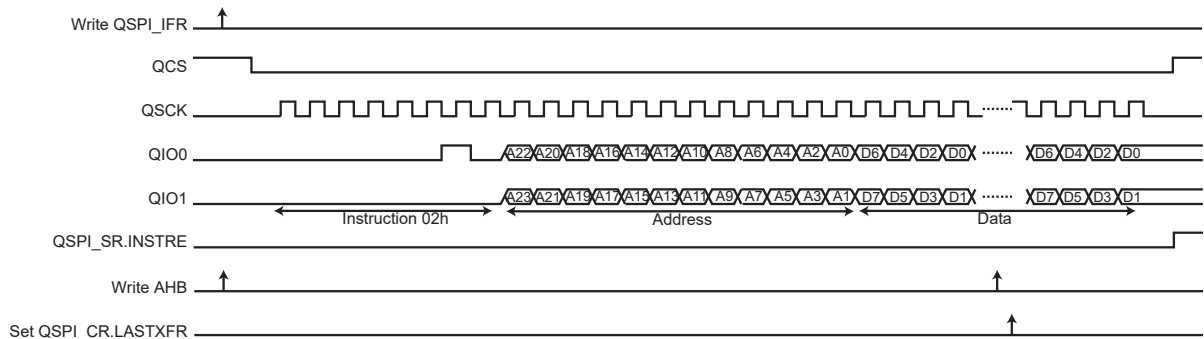 Write QSPI_IFR
QCS
QSCK
QIO0 A22 A20 A18 A16 A14 A12 A10 A8 A6 A4 A2 A0 D6 D4 D2 D0 D6 D4 D2 D0
QIO1 A23 A21 A19 A17 A15 A13 A11 A9 A7 A5 A3 A1 D7 D5 D3 D1 D7 D5 D3 D1
Instruction 02h Address Data
QSPI_SR.INSTRE
Write AHB
Set QSPI_CR.LASTXFR